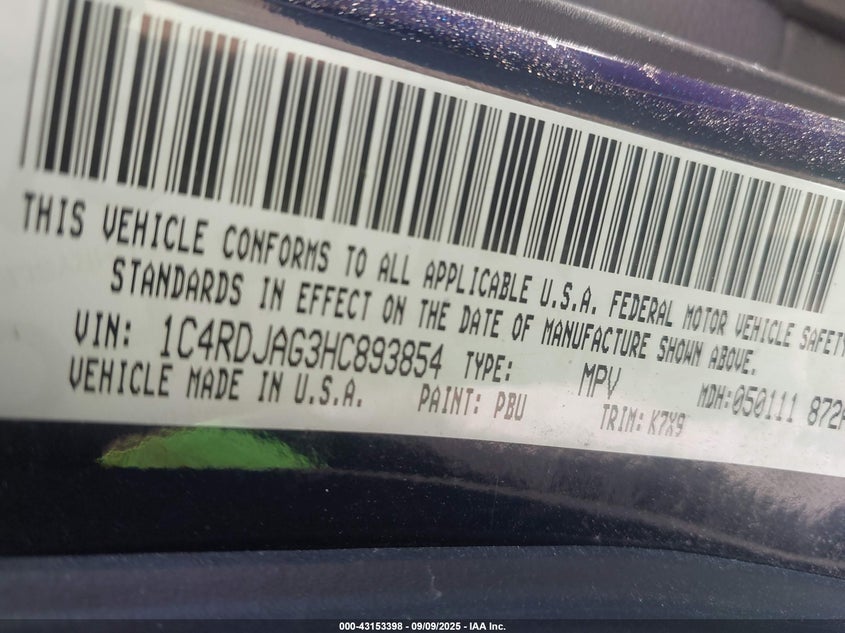 THIS VEHICLE CONFORMS TO ALL APPLICABLE U.S.A. FEDERAL MOTOR VEHICLE SAFETY
STANDARDS IN EFFECT ON THE DATE OF MANUFACTURE SHOWN ABOVE.
VIN: 1C4RDJAG3HC893854 TYPE: MPV MDH:050111 872
VEHICLE MADE IN U.S.A. PAINT: PBU TRIM: K7X9
000-43153398 - 09/09/2025 - IAA Inc.